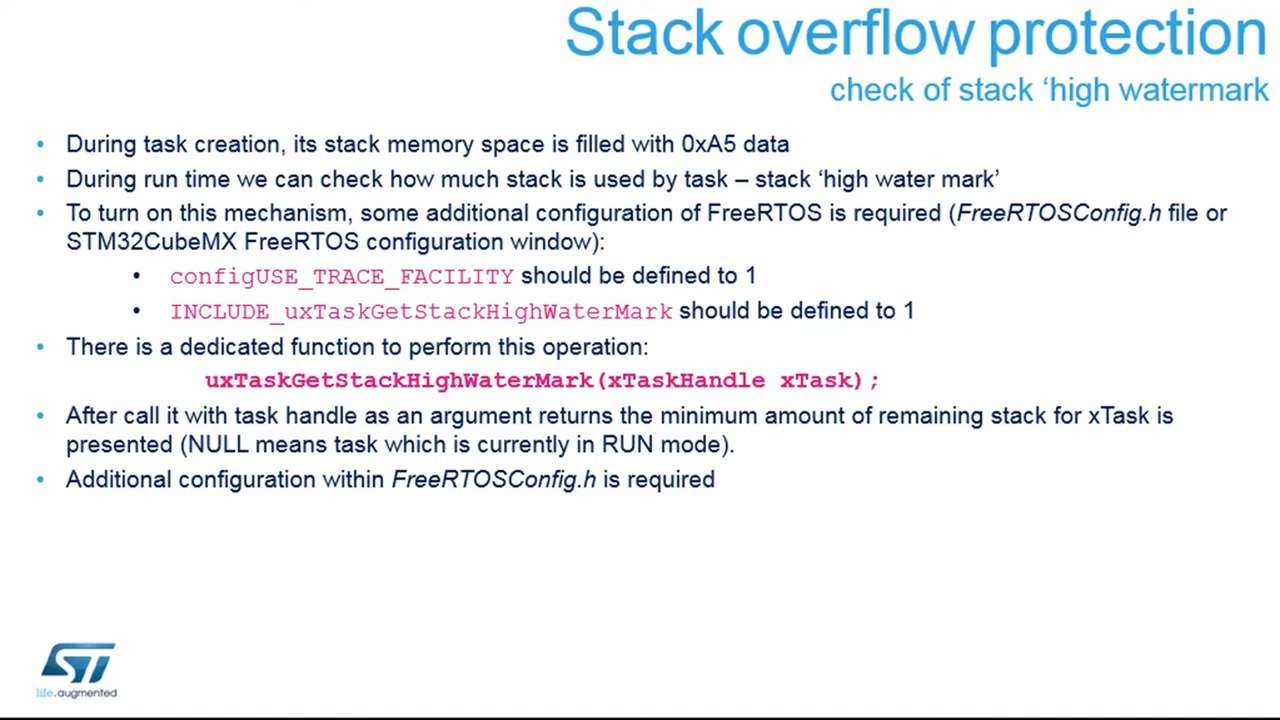 Stack overflow protection
check of stack ‘high watermark
• During task creation, its stack memory space is filled with 0xA5 data
• During run time we can check how much stack is used by task – stack ‘high water mark’
• To turn on this mechanism, some additional configuration of FreeRTOS is required (FreeRTOSConfig.h file or
STM32CubeMX FreeRTOS configuration window):
• configUSE_TRACE_FACILITY should be defined to 1
• INCLUDE_uxTaskGetStackHighWaterMark should be defined to 1
• There is a dedicated function to perform this operation:
uxTaskGetStackHighWaterMark(xTaskHandle xTask);
• After call it with task handle as an argument returns the minimum amount of remaining stack for xTask is
presented (NULL means task which is currently in RUN mode).
• Additional configuration within FreeRTOSConfig.h is required
ST
life.augmented